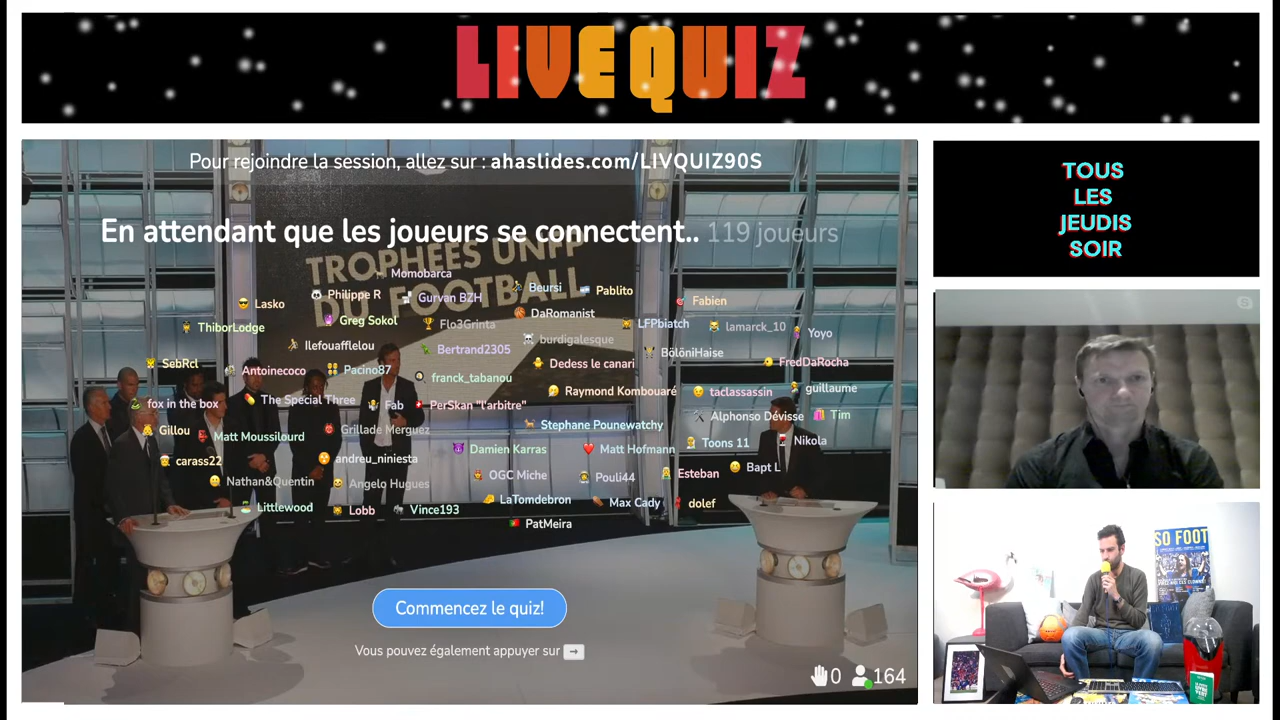 LIVE QUIZ
Pour rejoindre la session, allez sur : ahaslides.com/LIVQUIZ90S
En attendant que les joueurs se connectent.. 119 joueurs
TROPHÉES UNFP
DU FOOTBALL
Momobarca
Lasko
Philippe R
Gurvan BZH
Beursi
Pablito
Fabien
ThiborLodge
Greg Sokol
Flo3Grinta
DaRomanist
LFPbiatch
lamarck_10
Yoyo
Ilefouafflelou
Bertrand2305
burdigalesque
BölöniHaise
SebRcl
Antoinecoco
Pacino87
franck_tabanou
Dedess le canari
FredDaRocha
fox in the box
The Special Three
Fab
PerSkan "l'arbitre"
Raymond Kombouaré
taclassassin
guillaume
Gillou
Matt Moussilourd
Grillade Merguez
Stephane Pounewatchy
Alphonso Dévisse
Tim
carass22
andreu_niniesta
Damien Karras
Matt Hofmann
Toons 11
Nikola
Nathan&Quentin
Angelo Hugues
OGC Miche
Pouli44
Esteban
Bapt L
Littlewood
Lobb
Vince193
LaTomdebron
Max Cady
dolef
PatMeira
Commencez le quiz!
Vous pouvez également appuyer sur →
0 164
TOUS
LES
JEUDIS
SOIR
SO FOOT